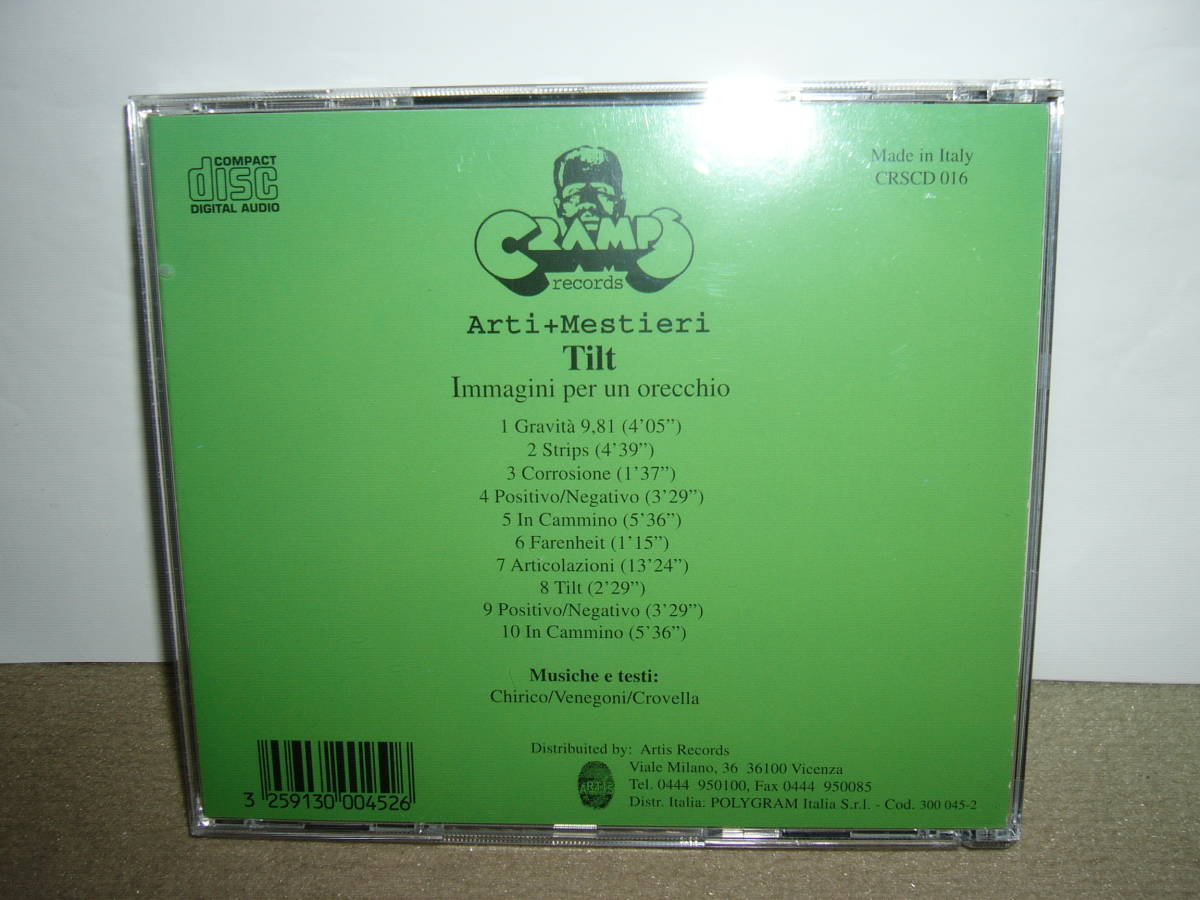 COMPACT
disc
DIGITAL AUDIO
CRAMPS
records
Made in Italy
CRSCD 016
Arti+Mestieri
Tilt
Immagini per un orecchio
1 Gravità 9,81 (4’05”)
2 Strips (4’39”)
3 Corrosione (1’37”)
4 Positivo/Negativo (3’29”)
5 In Cammino (5’36”)
6 Farenheit (1’15”)
7 Articolazioni (13’24”)
8 Tilt (2’29”)
9 Positivo/Negativo (3’29”)
10 In Cammino (5’36”)
Musiche e testi:
Chirico/Venegoni/Crovella
3 259130 004526
Distribuited by: Artis Records
Viale Milano, 36 36100 Vicenza
Tel. 0444 950100, Fax 0444 950085
Distr. Italia: POLYGRAM Italia S.r.l. - Cod. 300 045-2
ARTIS